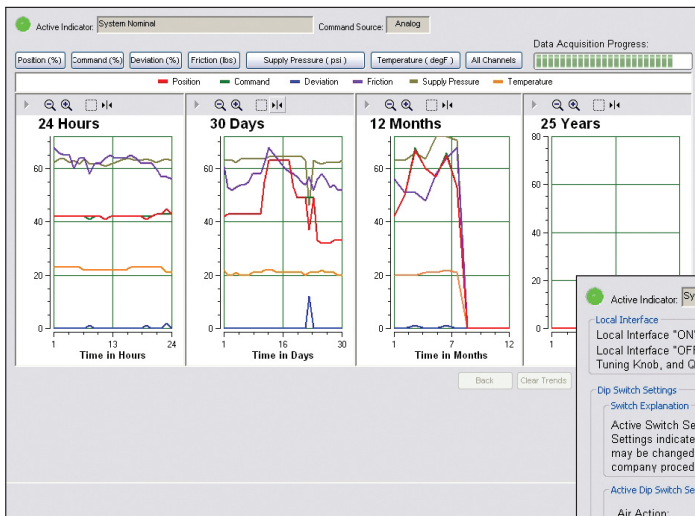 Active Indicator: System Nominal Command Source: Analog
Data Acquisition Progress:
Position (%) Command (%) Deviation (%) Friction (lbs) Supply Pressure ( psi ) Temperature ( degF ) All Channels
Position Command Deviation Friction Supply Pressure Temperature
24 Hours
60
40
20
0
1 13 24
Time in Hours
30 Days
60
40
20
0
1 16 30
Time in Days
12 Months
60
40
20
0
1 7 12
Time in Months
25 Years
80
60
40
20
0
1
Back Clear Trends
Active Indicator: Sy
Local Interface
Local Interface "ON"
Local Interface "OFF
Tuning Knob, and Q
Dip Switch Settings
Switch Explanation
Active Switch Se
Settings indicate
may be changed
company proced
Active Dip Switch Se
Air Action: